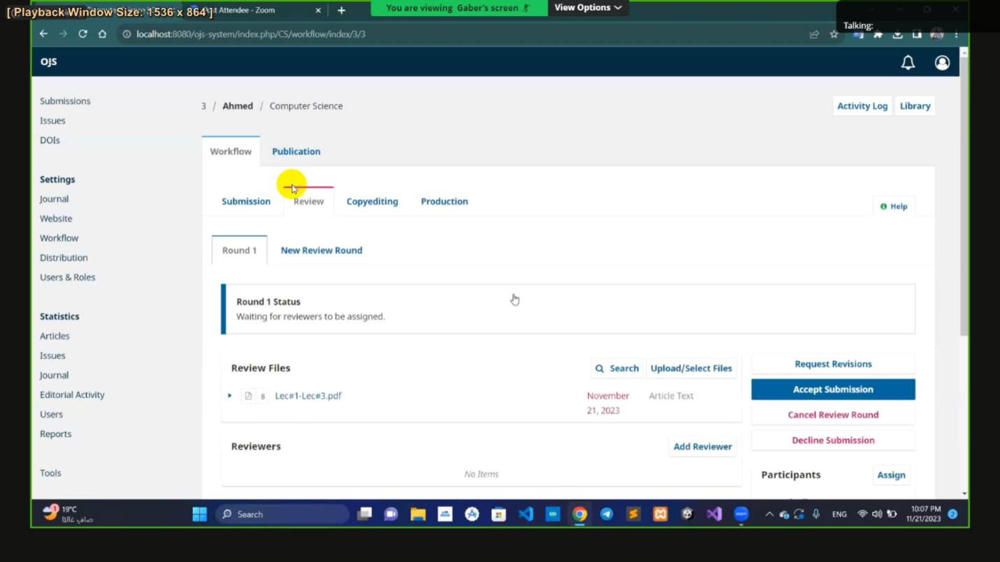 [ Playback Window Size: 1536 x 864 ]
Post Attendee - Zoom
You are viewing Gaber's screen
View Options
Talking:
localhost:8080/ojs-system/index.php/CS/workflow/index/3/3
OJS
Submissions
Issues
DOIs
Settings
Journal
Website
Workflow
Distribution
Users & Roles
Statistics
Articles
Issues
Journal
Editorial Activity
Users
Reports
Tools
3 / Ahmed / Computer Science
Activity Log
Library
Workflow
Publication
Submission
Review
Copyediting
Production
Help
Round 1
New Review Round
Round 1 Status
Waiting for reviewers to be assigned.
Review Files
Search
Upload/Select Files
8
Lec#1-Lec#3.pdf
November 21, 2023
Article Text
Reviewers
Add Reviewer
No Items
Request Revisions
Accept Submission
Cancel Review Round
Decline Submission
Participants
Assign
1
19°C
صافي غالبًا
Search
ENG
10:07 PM
11/21/2023
2